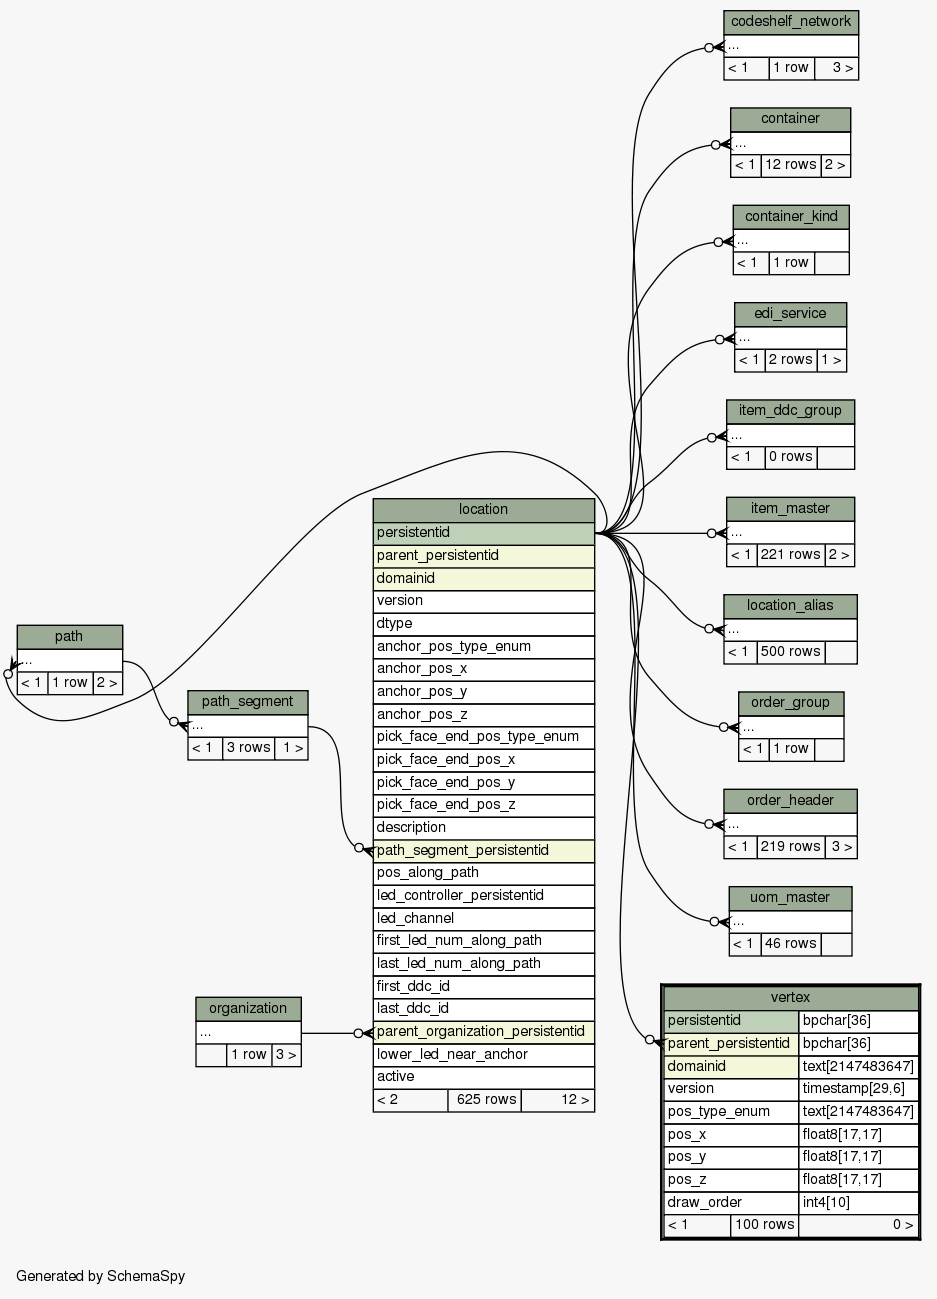 codeshelf_network
...
< 1 1 row 3 >
container
...
< 1 12 rows 2 >
container_kind
...
< 1 1 row
edi_service
...
< 1 2 rows 1 >
item_ddc_group
...
< 1 0 rows
item_master
...
< 1 221 rows 2 >
location_alias
...
< 1 500 rows
order_group
...
< 1 1 row
order_header
...
< 1 219 rows 3 >
uom_master
...
< 1 46 rows
location
persistentid
parent_persistentid
domainid
version
dtype
anchor_pos_type_enum
anchor_pos_x
anchor_pos_y
anchor_pos_z
pick_face_end_pos_type_enum
pick_face_end_pos_x
pick_face_end_pos_y
pick_face_end_pos_z
description
path_segment_persistentid
pos_along_path
led_controller_persistentid
led_channel
first_led_num_along_path
last_led_num_along_path
first_ddc_id
last_ddc_id
parent_organization_persistentid
lower_led_near_anchor
active
< 2 625 rows 12 >
path
...
< 1 1 row 2 >
path_segment
...
< 1 3 rows 1 >
organization
...
1 row 3 >
vertex
persistentid bpchar[36]
parent_persistentid bpchar[36]
domainid text[2147483647]
version timestamp[29,6]
pos_type_enum text[2147483647]
pos_x float8[17,17]
pos_y float8[17,17]
pos_z float8[17,17]
draw_order int4[10]
< 1 100 rows 0 >
Generated by SchemaSpy